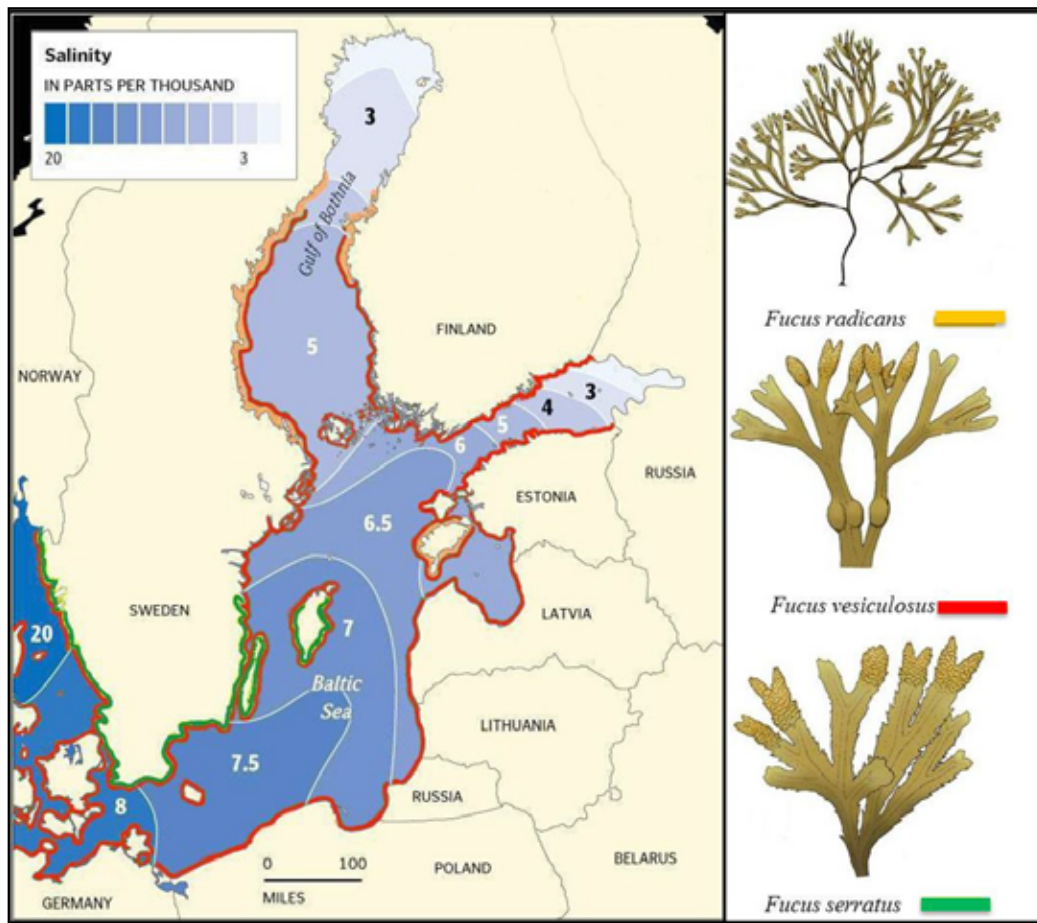 Salinity
IN PARTS PER THOUSAND
20
3
3
Gulf of Bothnia
FINLAND
5
NORWAY
3
4
5
6
RUSSIA
ESTONIA
6.5
SWEDEN
LATVIA
7
20
Baltic
Sea
LITHUANIA
7.5
RUSSIA
8
0 100
MILES
POLAND
BELARUS
GERMANY
Fucus radicans
Fucus vesiculosus
Fucus serratus